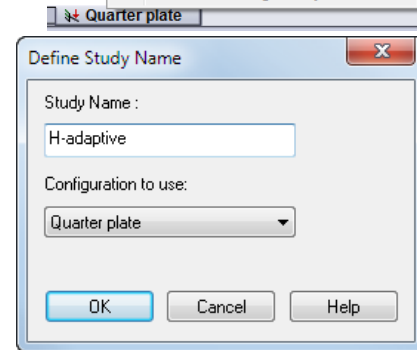 Quarter plate
Define Study Name
Study Name :
H-adaptive
Configuration to use:
Quarter plate
OK
Cancel
Help